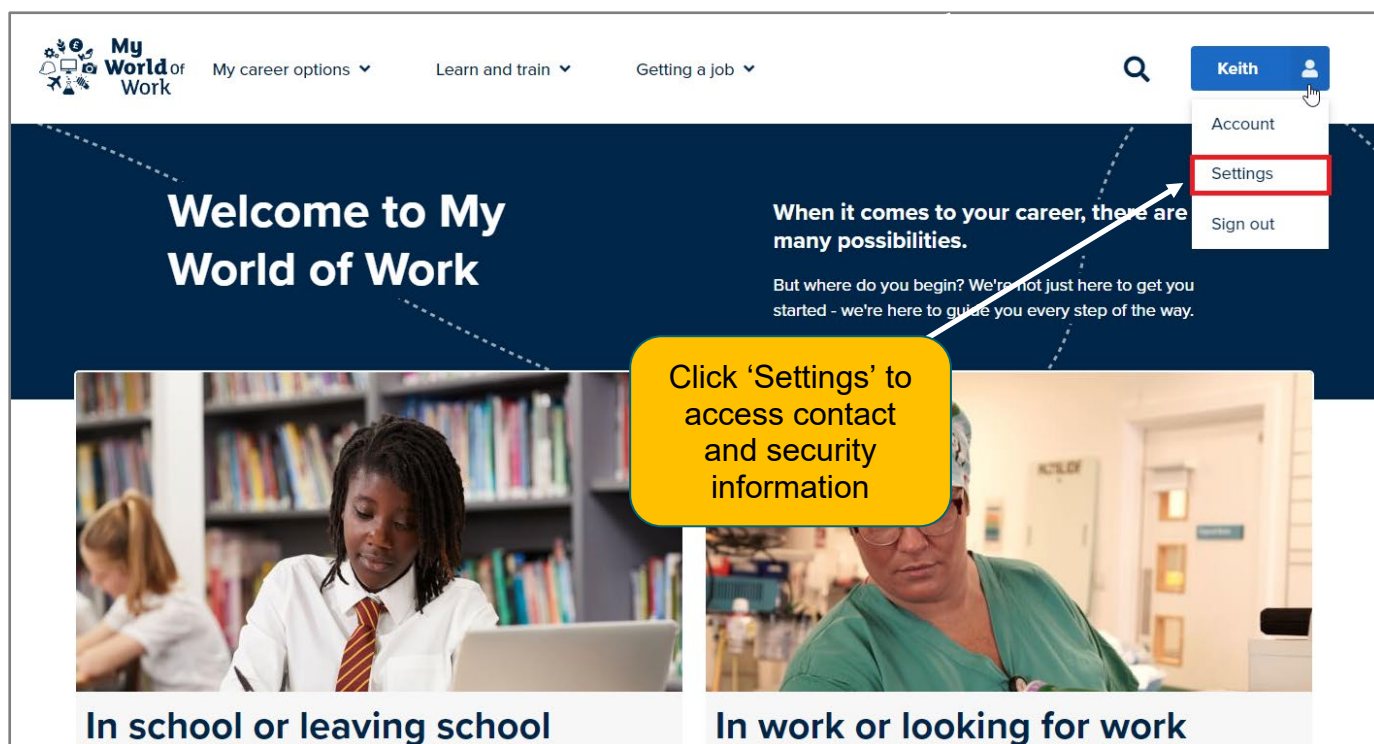 My
World of
Work
My career options
Learn and train
Getting a job
Keith
Account
Settings
Sign out
Welcome to My
World of Work
When it comes to your career, there are
many possibilities.
But where do you begin? We're not just here to get you
started - we're here to guide you every step of the way.
Click ‘Settings’ to
access contact
and security
information
In school or leaving school
In work or looking for work